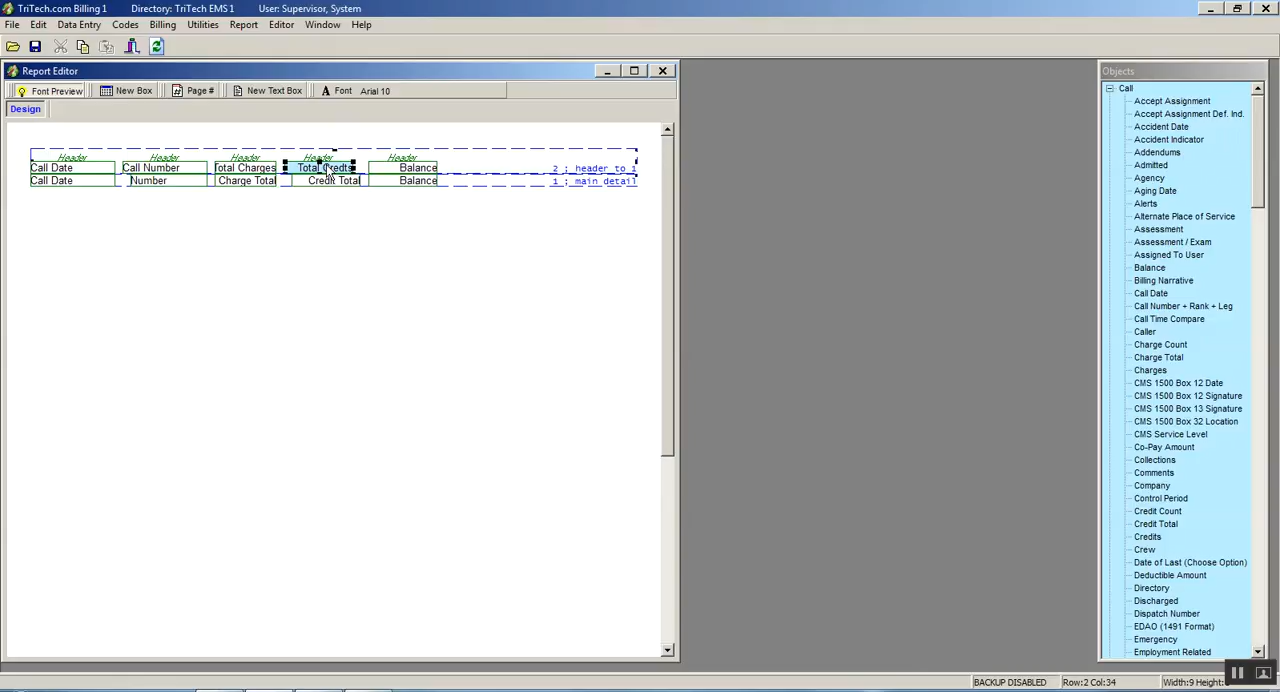 TriTech.com Billing 1 Directory: TriTech EMS 1 User: Supervisor, System
File Edit Data Entry Codes Billing Utilities Report Editor Window Help
Report Editor
Font Preview New Box Page # New Text Box Font Arial 10
Design
Header Header Header Header Header
Call Date Call Number Total Charges Total Credts Balance 2 ; header to 1
Call Date Number Charge Total Credit Total Balance 1 ; main detail
Objects
Call
Accept Assignment
Accept Assignment Def. Ind.
Accident Date
Accident Indicator
Addendums
Admitted
Agency
Aging Date
Alerts
Alternate Place of Service
Assessment
Assessment / Exam
Assigned To User
Balance
Billing Narrative
Call Date
Call Number + Rank + Leg
Call Time Compare
Caller
Charge Count
Charge Total
Charges
CMS 1500 Box 12 Date
CMS 1500 Box 12 Signature
CMS 1500 Box 13 Signature
CMS 1500 Box 32 Location
CMS Service Level
Co-Pay Amount
Collections
Comments
Company
Control Period
Credit Count
Credit Total
Credits
Crew
Date of Last (Choose Option)
Deductible Amount
Directory
Discharged
Dispatch Number
EDAO (1491 Format)
Emergency
Employment Related
BACKUP DISABLED Row:2 Col:34 Width:9 Height: